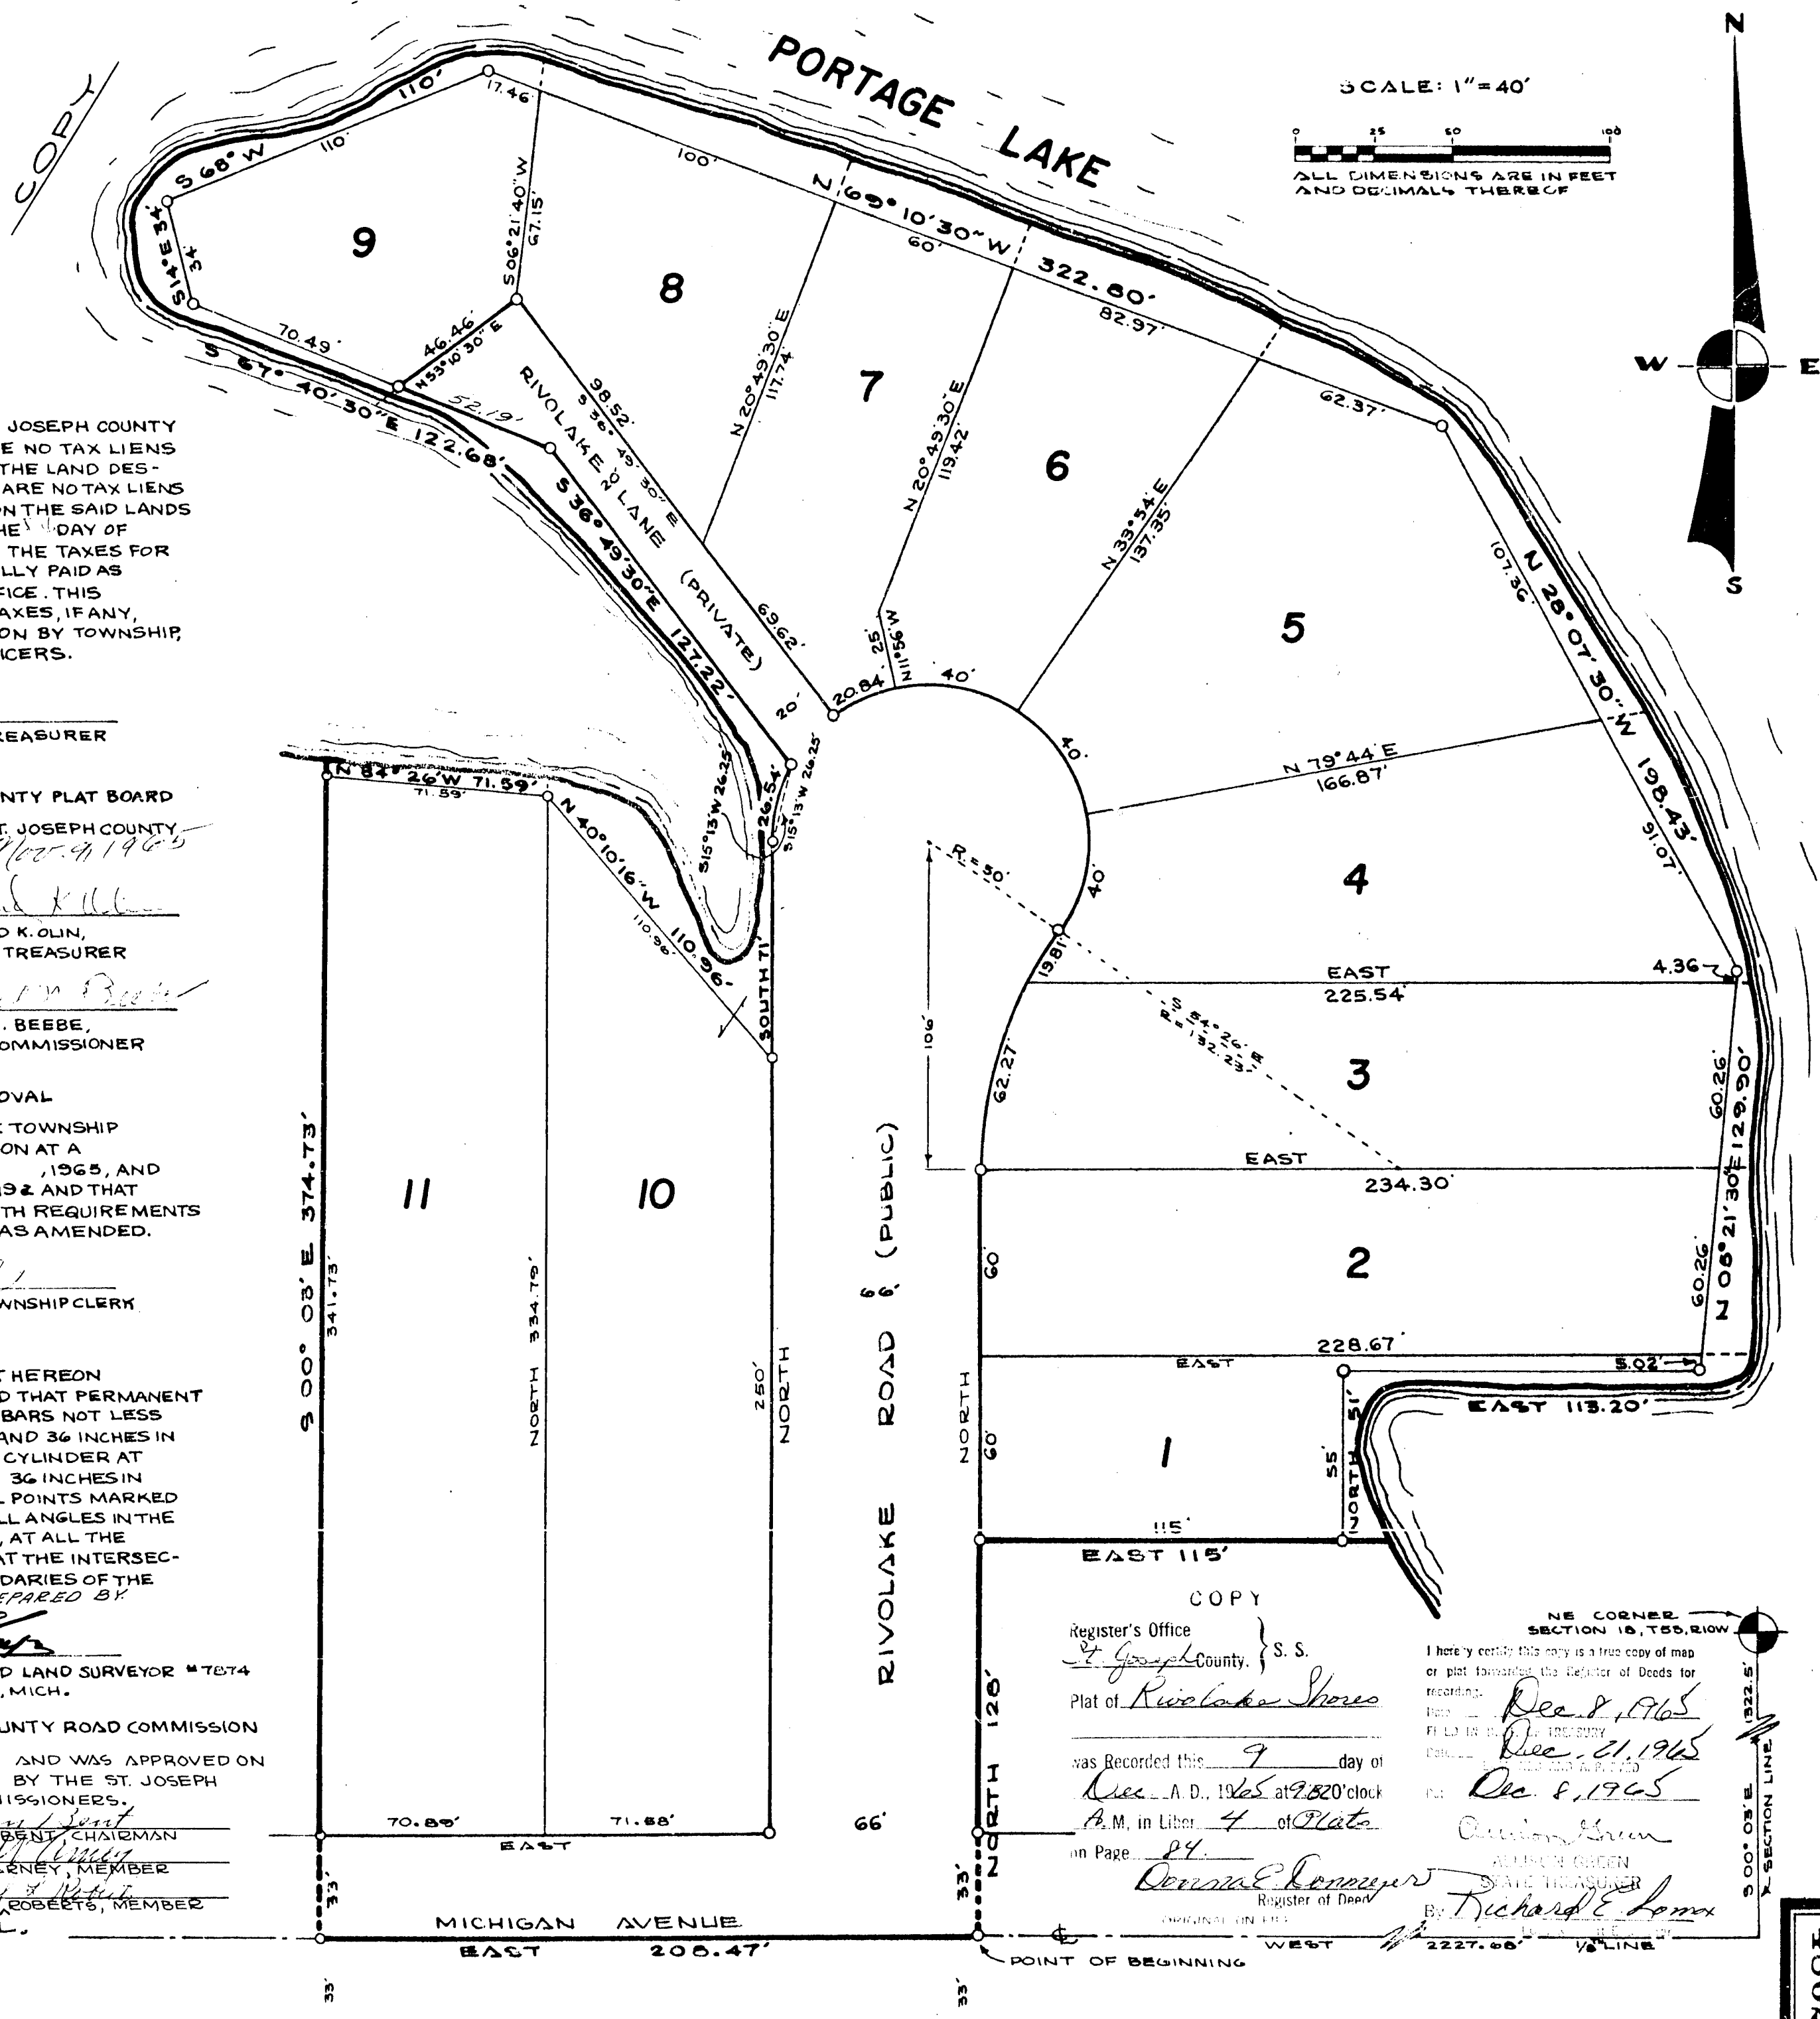 COPY
PORTAGE LAKE
SCALE: 1"=40'
0 25 50 100
ALL DIMENSIONS ARE IN FEET
AND DECIMALS THEREOF
N
W E
S
110'
S 68° W
110'
17.46'
100'
N 69° 10' 30" W 322.80'
60'
82.97'
62.37'
S 14° E 34'
34'
9
S 06° 21' 40" W
67.15'
8
7
6
5
4
3
2
1
11
10
70.49'
46.46'
N 53° 10' 30" E
S 67° 40' 30" E 122.68'
52.19'
RIVOLAKE 20' LANE (PRIVATE)
98.52'
S 36° 49' 30" E
69.62'
S 36° 49' 30" E 127.22'
20'
N 20° 49' 30" E
117.74'
N 20° 49' 30" E
119.42'
N 33° 54' E
137.35'
25'
N 11° 56' W
20.84'
40'
40'
40'
107.36'
N 28° 07' 30" W 198.43'
91.07'
N 79° 44' E
166.87'
R = 50'
19.81'
EAST
225.54'
4.36'
106'
S 54° 26' E
R = 132.23'
62.27'
60.26'
N 05° 21' 30" E 129.90'
EAST
234.30'
60'
60.26'
228.67'
EAST
5.02'
EAST 113.20'
NORTH
60'
55'
NORTH 51'
115'
EAST 115'
N 84° 26' W 71.59'
71.59'
N 40° 10' 16" W 110.96'
110.96'
S 15° 13' W 26.25'
26.54'
S 15° 13' W 26.25'
SOUTH 71'
S 00° 03' E 374.73'
341.73'
NORTH 334.79'
250'
NORTH
RIVOLAKE ROAD 66' (PUBLIC)
NORTH 128'
70.89'
71.58'
66'
EAST
33'
33'
MICHIGAN AVENUE
EAST 208.47'
33'
33'
POINT OF BEGINNING
WEST 2227.68' 1/8TH LINE
NE CORNER
SECTION 18, T5S, R10W
1322.5'
S 00° 03' E
SECTION LINE
JOSEPH COUNTY
E NO TAX LIENS
THE LAND DES-
ARE NO TAX LIENS
ON THE SAID LANDS
HE DAY OF
THE TAXES FOR
LLY PAID AS
FICE. THIS
AXES, IF ANY,
ON BY TOWNSHIP,
ICERS.
REASURER
NTY PLAT BOARD
T. JOSEPH COUNTY
Nov. 9, 1965
D K. OLIN,
TREASURER
. BEEBE,
OMMISSIONER
OVAL
E TOWNSHIP
ON AT A
, 1965, AND
192 AND THAT
TH REQUIREMENTS
AS AMENDED.
WNSHIP CLERK
T HEREON
D THAT PERMANENT
BARS NOT LESS
AND 36 INCHES IN
CYLINDER AT
36 INCHES IN
L POINTS MARKED
LL ANGLES IN THE
, AT ALL THE
AT THE INTERSEC-
DARIES OF THE
EPARED BY
D LAND SURVEYOR #7874
, MICH.
UNTY ROAD COMMISSION
AND WAS APPROVED ON
BY THE ST. JOSEPH
ISSIONERS.
BENT, CHAIRMAN
ARNEY, MEMBER
ROBERTS, MEMBER
COPY
Register's Office
St. Joseph County. } S. S.
Plat of Rivolake Shores
was Recorded this 9 day of
Dec. A. D., 1965 at 9:20 O'clock
A. M, in Liber 4 of Plats
on Page 84.
Donna E. Donmeyer
Register of Deed
ORIGINAL ON FILE
I hereby certify this copy is a true copy of map
or plat forwarded the Register of Deeds for
recording.
Date Dec. 8, 1965
Date Dec. 21, 1965
Dec. 8, 1965
Allison Green
ALLISON GREEN
STATE TREASURER
By Richard E. Lomax